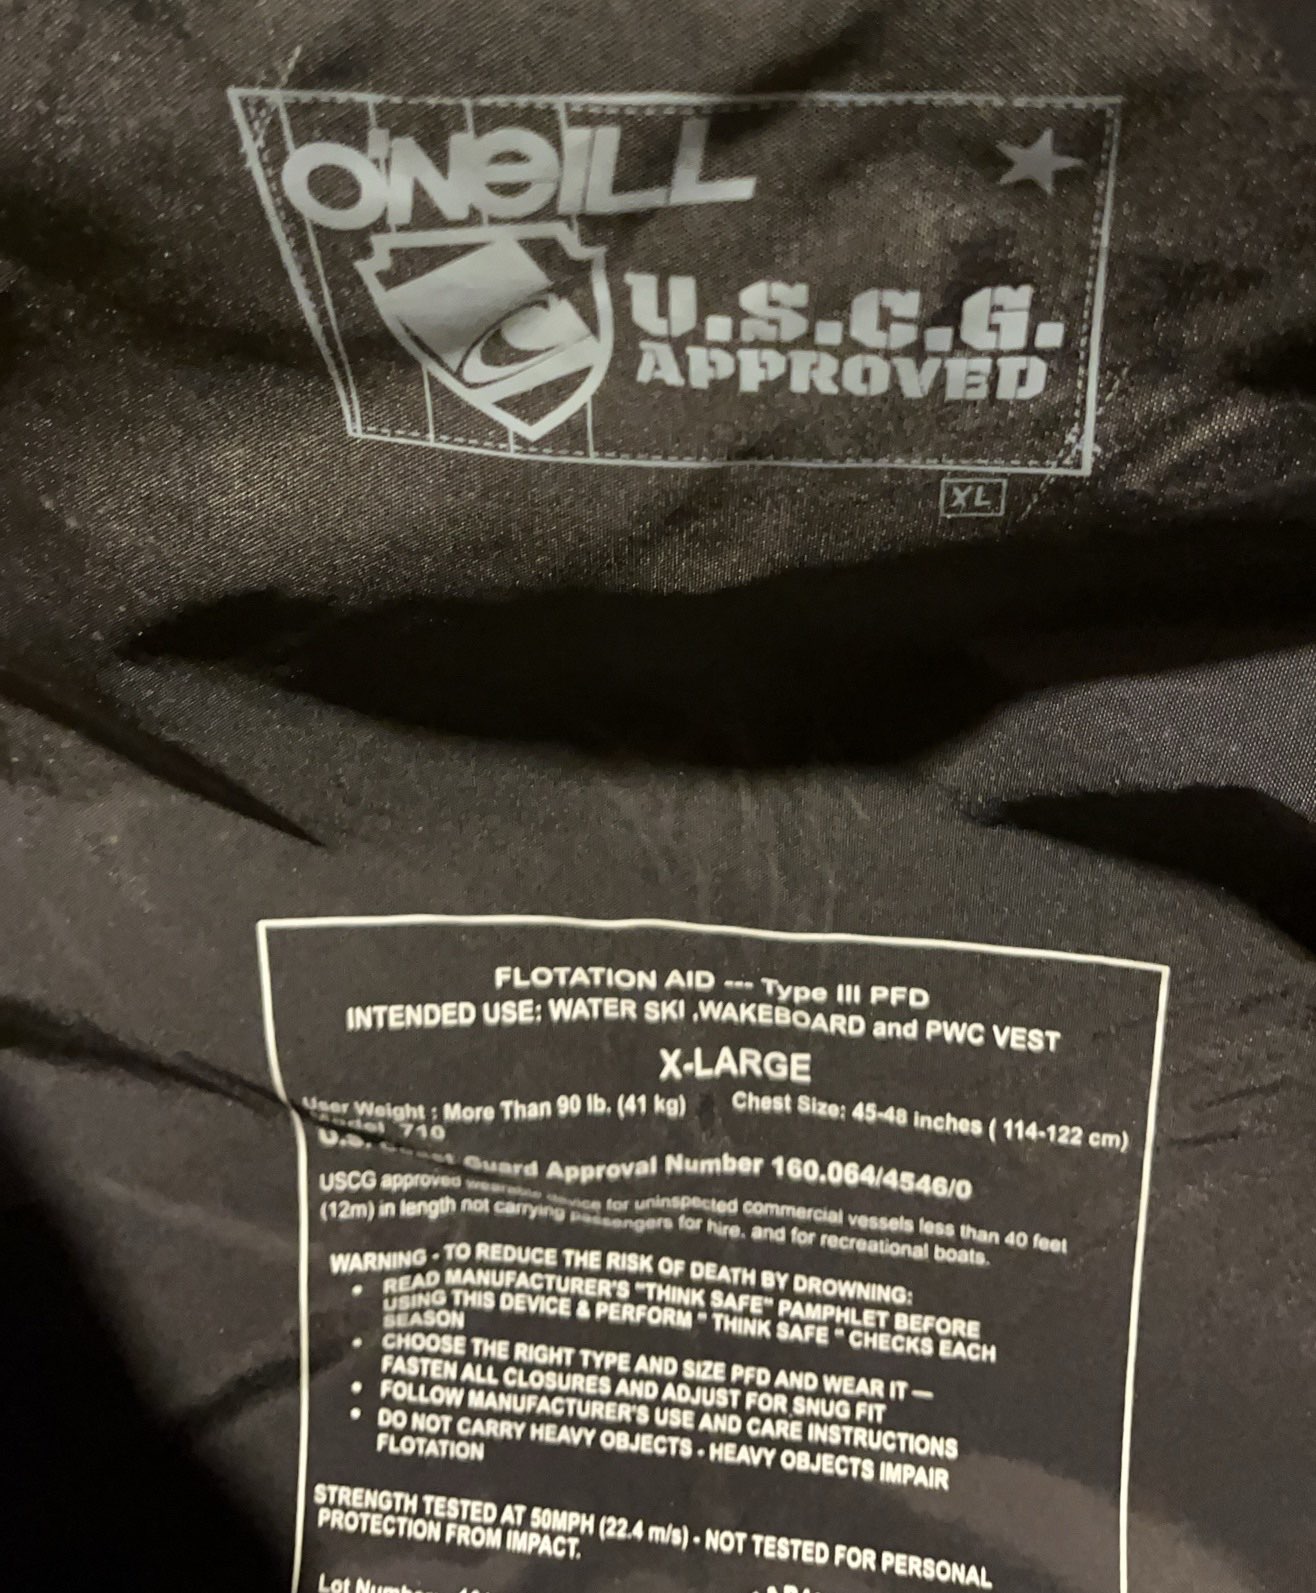 O'NEILL
U.S.C.G.
APPROVED
XL
FLOTATION AID --- Type III PFD
INTENDED USE: WATER SKI ,WAKEBOARD and PWC VEST
X-LARGE
User Weight : More Than 90 lb. (41 kg) Chest Size: 45-48 inches ( 114-122 cm)
Model 710
U.S. Guard Approval Number 160.064/4546/0
USCG approved wearable device for uninspected commercial vessels less than 40 feet
(12m) in length not carrying passengers for hire. and for recreational boats.
WARNING - TO REDUCE THE RISK OF DEATH BY DROWNING:
• READ MANUFACTURER'S "THINK SAFE" PAMPHLET BEFORE
USING THIS DEVICE & PERFORM " THINK SAFE " CHECKS EACH
SEASON
• CHOOSE THE RIGHT TYPE AND SIZE PFD AND WEAR IT —
FASTEN ALL CLOSURES AND ADJUST FOR SNUG FIT
• FOLLOW MANUFACTURER'S USE AND CARE INSTRUCTIONS
• DO NOT CARRY HEAVY OBJECTS - HEAVY OBJECTS IMPAIR
FLOTATION
STRENGTH TESTED AT 50MPH (22.4 m/s) - NOT TESTED FOR PERSONAL
PROTECTION FROM IMPACT.
Lot